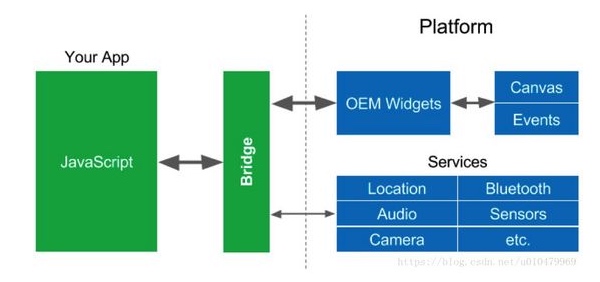 Platform
Your App
JavaScript
Bridge
OEM Widgets
Canvas
Events
Services
Location
Bluetooth
Audio
Sensors
Camera
etc.
https://blog.csdn.net/u010479969